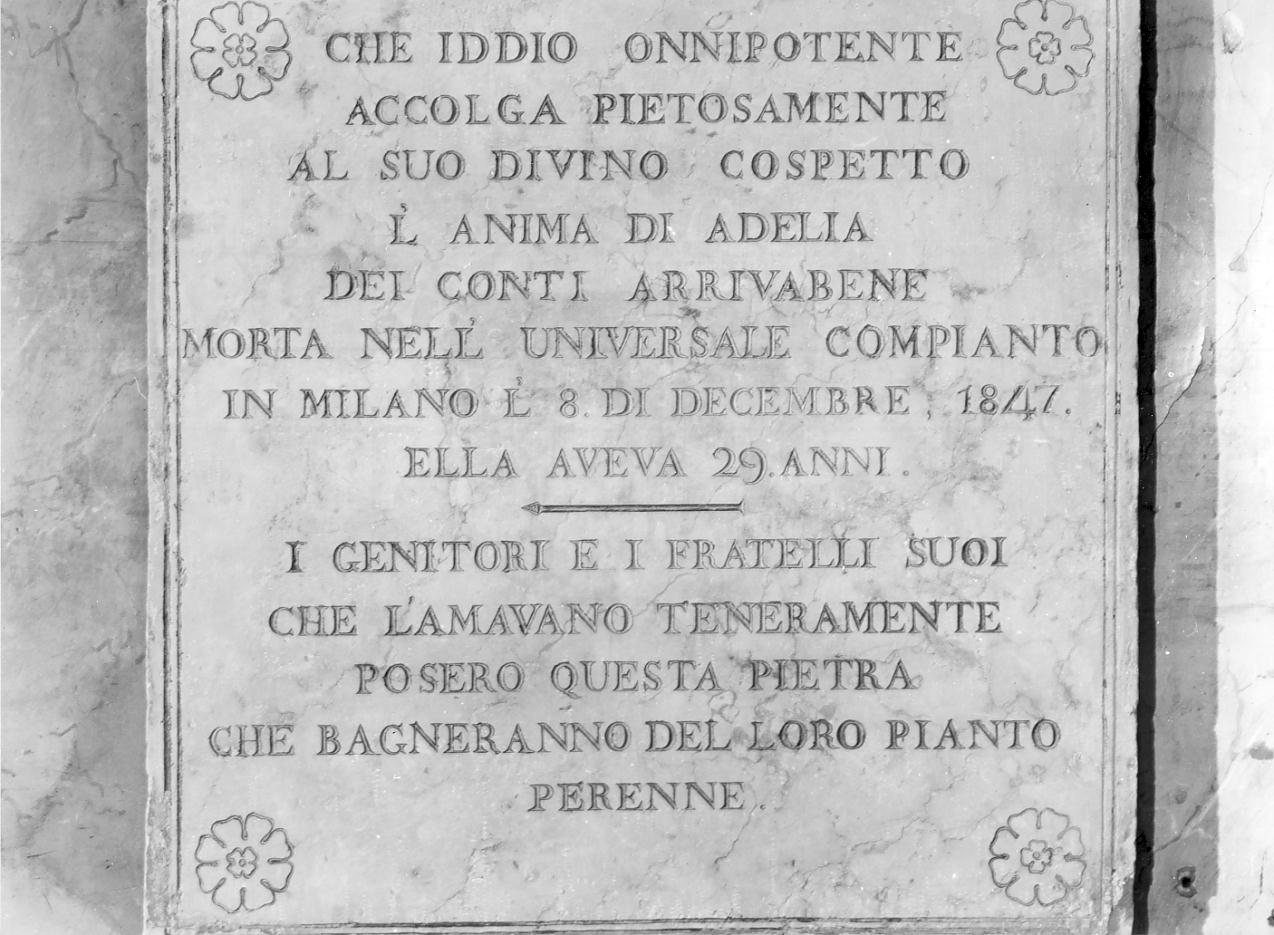 CHE IDDIO ONNIPOTENTE
ACCOLGA PIETOSAMENTE
AL SUO DIVINO COSPETTO
L' ANIMA DI ADELIA
DEI CONTI ARRIVABENE
MORTA NELL' UNIVERSALE COMPIANTO
IN MILANO L' 8. DI DECEMBRE, 1847.
ELLA AVEVA 29. ANNI.
I GENITORI E I FRATELLI SUOI
CHE L'AMAVANO TENERAMENTE
POSERO QUESTA PIETRA
CHE BAGNERANNO DEL LORO PIANTO
PERENNE.